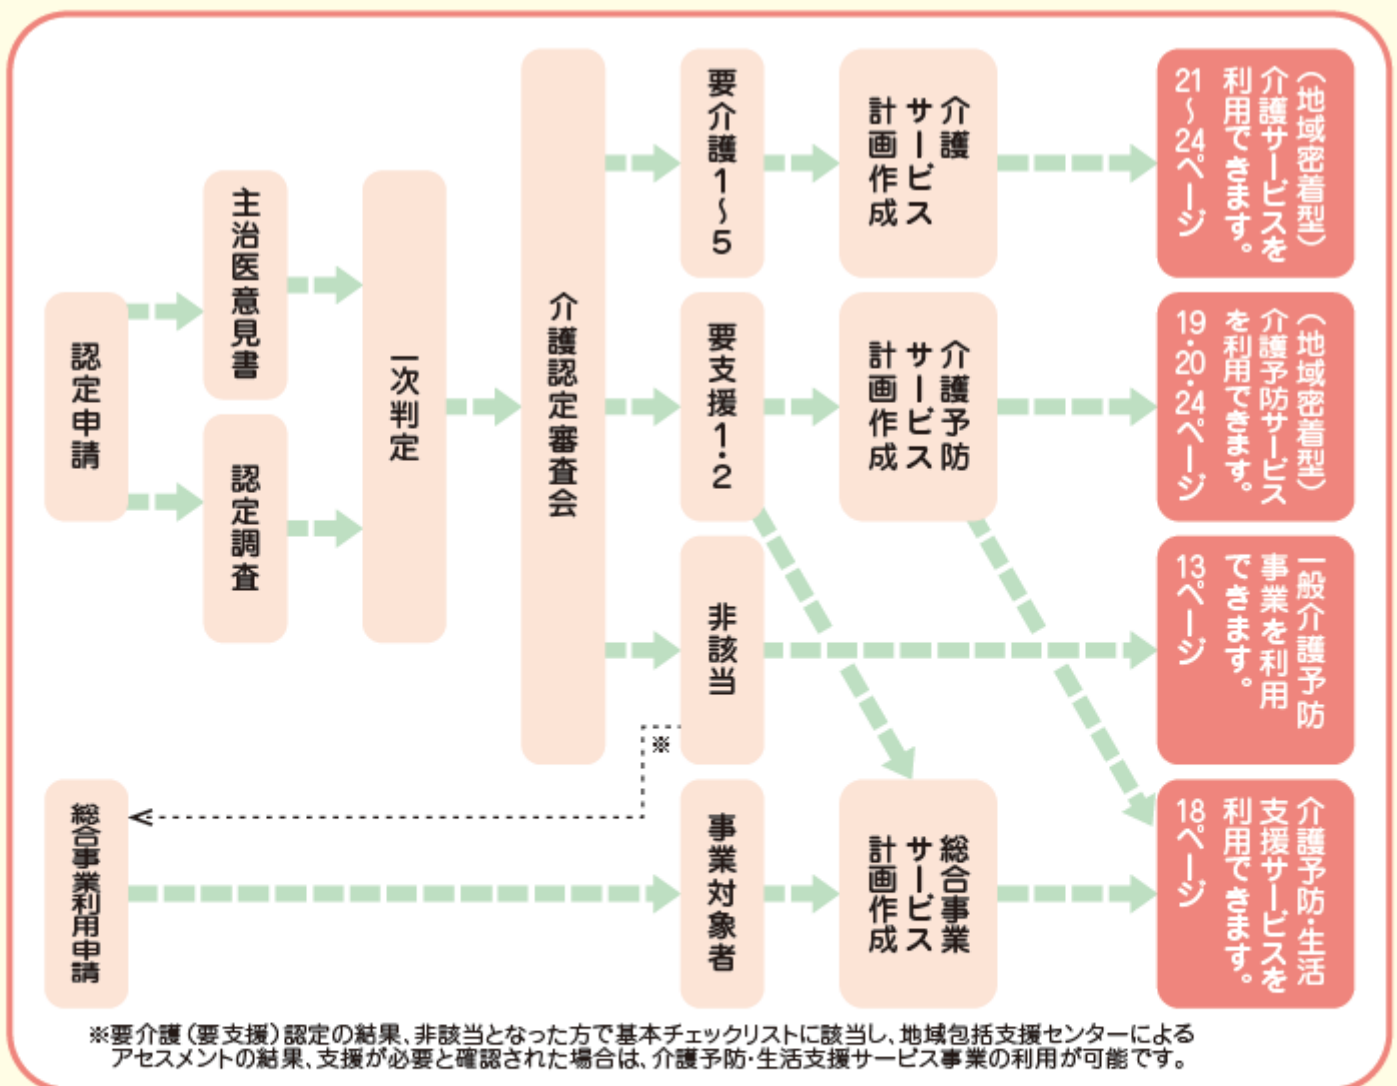 認定申請
主治医意見書
認定調査
一次判定
介護認定審査会
要介護1～5
介護
サービス
計画作成
（地域密着型）
介護サービスを
利用できます。
21～24ページ
要支援1・2
介護予防
サービス
計画作成
（地域密着型）
介護予防サービス
を利用できます。
19・20・24ページ
非該当
※
一般介護予防
事業を利用
できます。
13ページ
総合事業利用申請
事業対象者
総合事業
サービス
計画作成
介護予防・生活
支援サービスを
利用できます。
18ページ
※要介護（要支援）認定の結果、非該当となった方で基本チェックリストに該当し、地域包括支援センターによる
アセスメントの結果、支援が必要と確認された場合は、介護予防・生活支援サービス事業の利用が可能です。